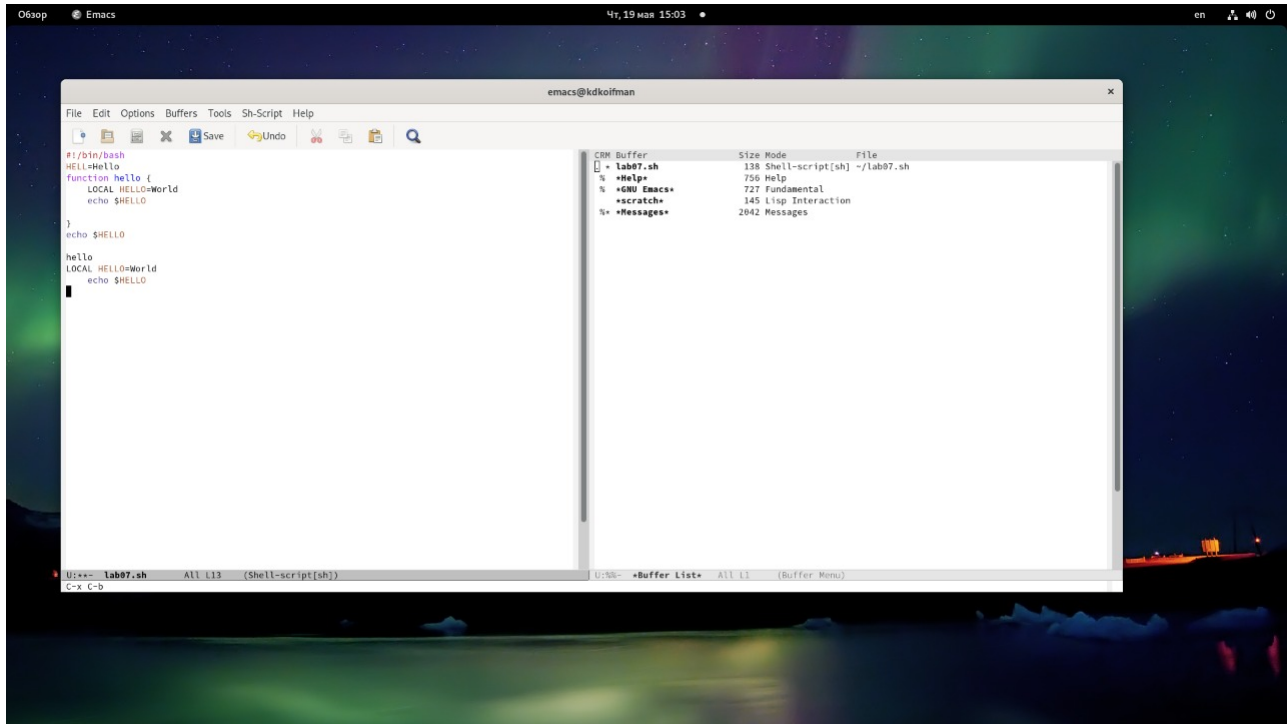 Обзор Emacs Чт, 19 мая 15:03 en
emacs@kdkoifman
File Edit Options Buffers Tools Sh-Script Help
Save Undo
#!/bin/bash
HELL=Hello
function hello {
    LOCAL HELLO=World
    echo $HELLO
}
echo $HELLO
hello
LOCAL HELLO=World
    echo $HELLO
U:**- lab07.sh All L13 (Shell-script[sh])
C-x C-b
CRM Buffer Size Mode File
. * lab07.sh 138 Shell-script[sh] ~/lab07.sh
% *Help* 756 Help
% *GNU Emacs* 727 Fundamental
*scratch* 145 Lisp Interaction
%* *Messages* 2042 Messages
U:%%- *Buffer List* All L1 (Buffer Menu)